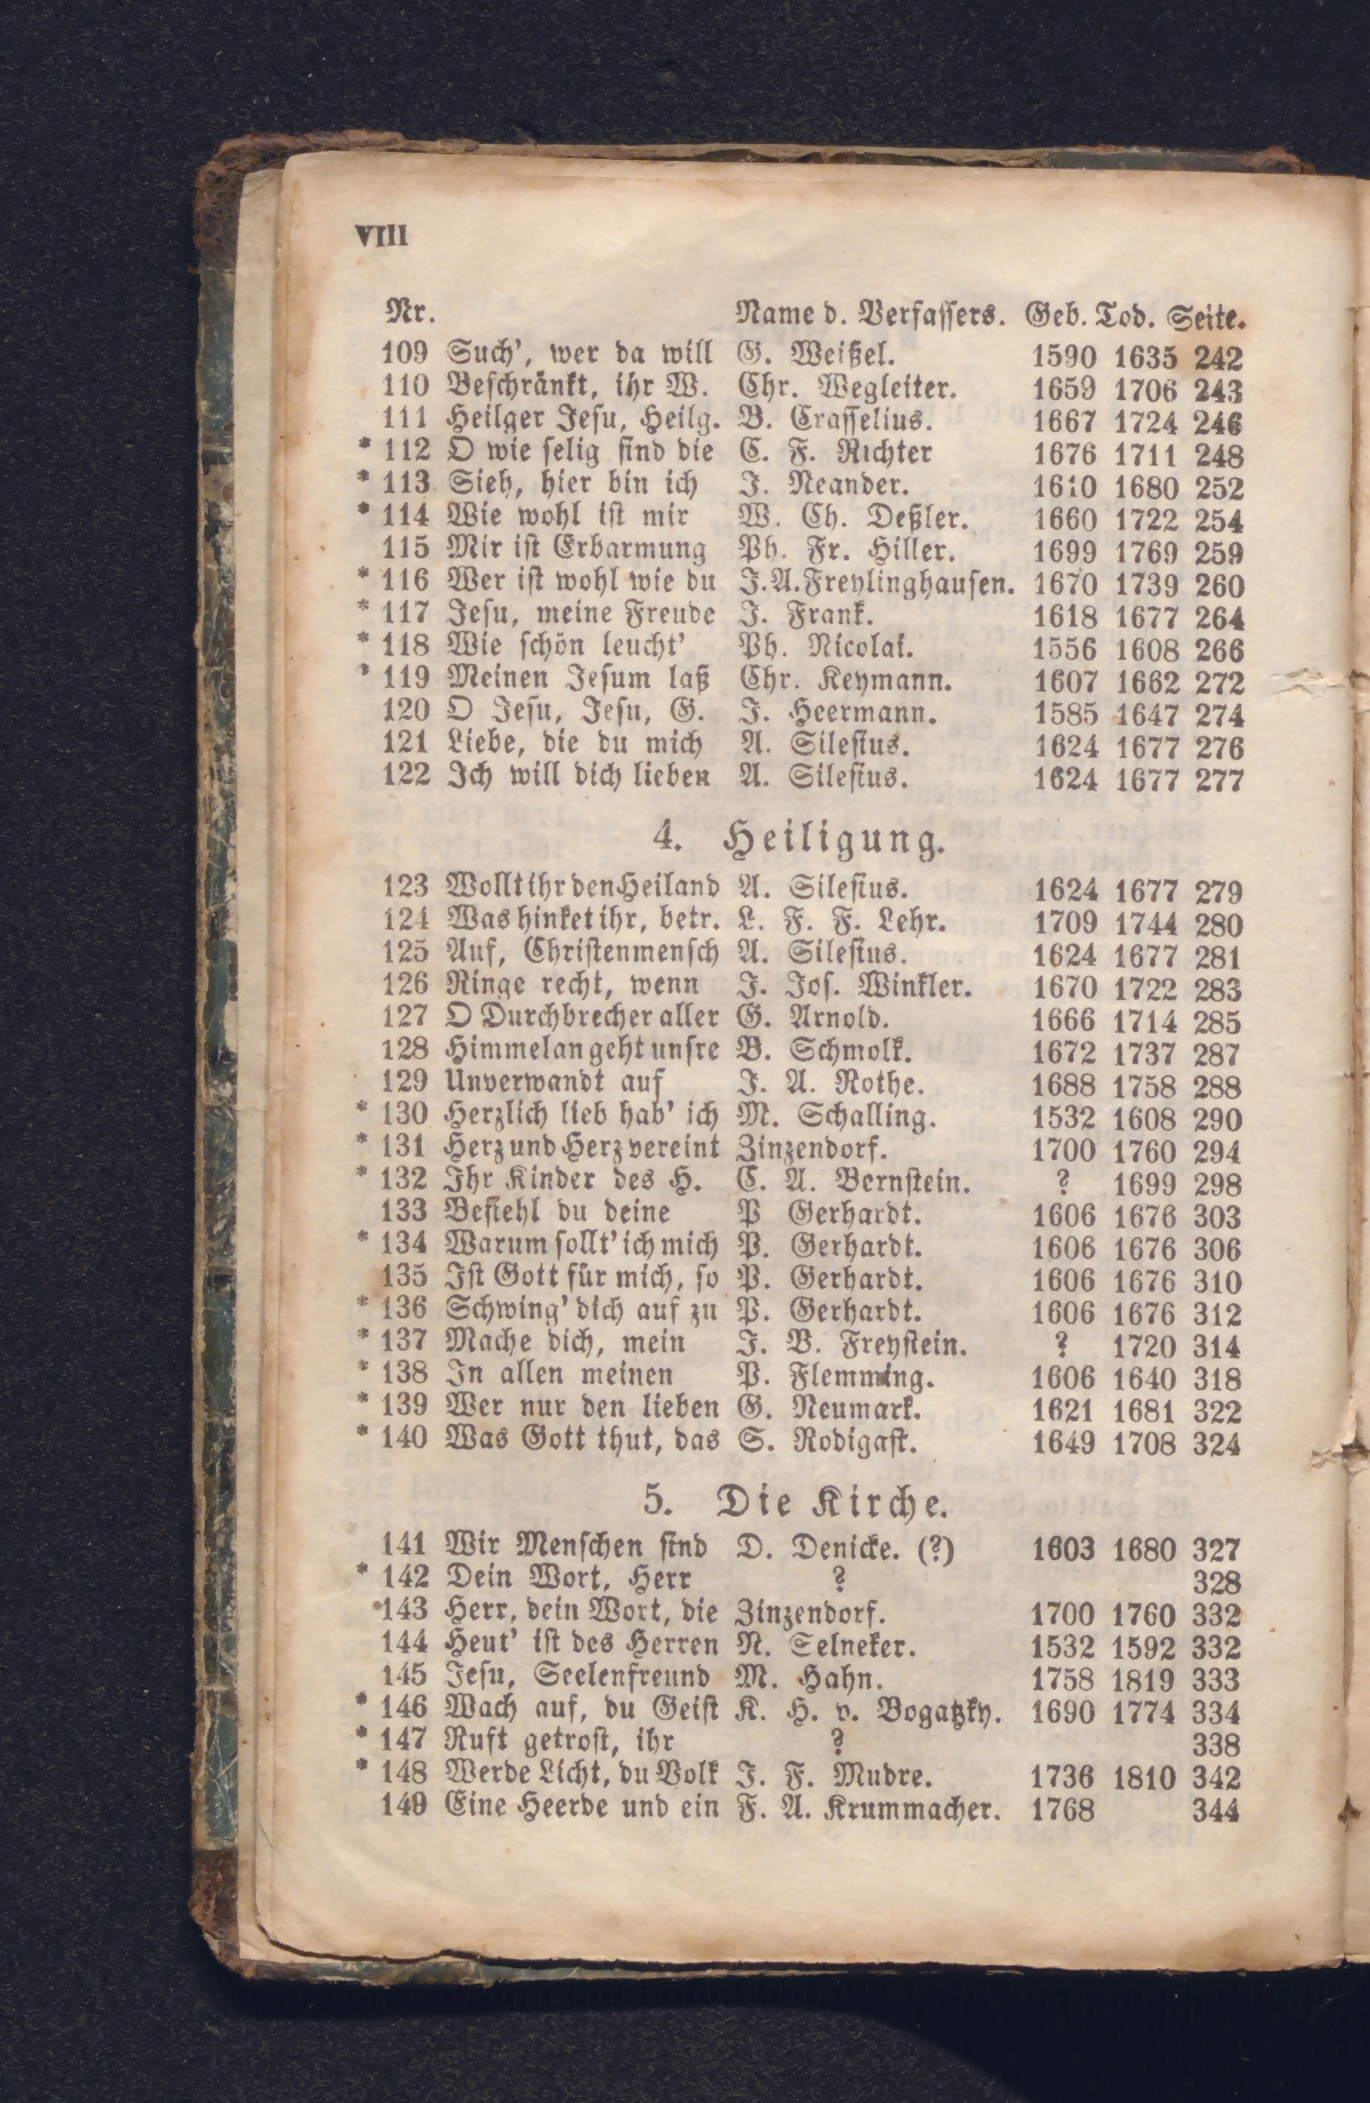 VIII
Nr. Name d. Verfassers. Geb. Tod. Seite.
109 Such', wer da will G. Weißel. 1590 1635 242
110 Beschränkt, ihr W. Chr. Wegleiter. 1659 1706 243
111 Heilger Jesu, Heilg. B. Crasselius. 1667 1724 246
* 112 O wie selig sind die C. F. Richter 1676 1711 248
* 113 Sieh, hier bin ich J. Neander. 1610 1680 252
* 114 Wie wohl ist mir W. Ch. Deßler. 1660 1722 254
115 Mir ist Erbarmung Ph. Fr. Hiller. 1699 1769 259
* 116 Wer ist wohl wie du J. A. Freylinghausen. 1670 1739 260
* 117 Jesu, meine Freude J. Frank. 1618 1677 264
* 118 Wie schön leucht' Ph. Nicolai. 1556 1608 266
* 119 Meinen Jesum laß Chr. Keymann. 1607 1662 272
120 O Jesu, Jesu, G. J. Heermann. 1585 1647 274
121 Liebe, die du mich A. Silesius. 1624 1677 276
122 Ich will dich lieben A. Silesius. 1624 1677 277
4. Heiligung.
123 Wollt ihr den Heiland A. Silesius. 1624 1677 279
124 Was hinket ihr, betr. L. F. F. Lehr. 1709 1744 280
125 Auf, Christenmensch A. Silesius. 1624 1677 281
126 Ringe recht, wenn J. Jos. Winkler. 1670 1722 283
127 O Durchbrecher aller G. Arnold. 1666 1714 285
128 Himmelan geht unsre B. Schmolk. 1672 1737 287
129 Unverwandt auf J. A. Rothe. 1688 1758 288
* 130 Herzlich lieb hab' ich M. Schalling. 1532 1608 290
* 131 Herz und Herz vereint Zinzendorf. 1700 1760 294
* 132 Ihr Kinder des H. C. A. Bernstein. ? 1699 298
133 Befiehl du deine P Gerhardt. 1606 1676 303
* 134 Warum sollt' ich mich P. Gerhardt. 1606 1676 306
135 Ist Gott für mich, so P. Gerhardt. 1606 1676 310
* 136 Schwing' dich auf zu P. Gerhardt. 1606 1676 312
* 137 Mache dich, mein J. B. Freystein. ? 1720 314
* 138 In allen meinen P. Flemming. 1606 1640 318
* 139 Wer nur den lieben G. Neumark. 1621 1681 322
* 140 Was Gott thut, das S. Rodigast. 1649 1708 324
5. Die Kirche.
141 Wir Menschen sind D. Denicke. (?) 1603 1680 327
* 142 Dein Wort, Herr ? 328
*143 Herr, dein Wort, die Zinzendorf. 1700 1760 332
144 Heut' ist des Herren N. Selneker. 1532 1592 332
145 Jesu, Seelenfreund M. Hahn. 1758 1819 333
* 146 Wach auf, du Geist K. H. v. Bogatzky. 1690 1774 334
* 147 Ruft getrost, ihr ? 338
* 148 Werde Licht, du Volk J. F. Mudre. 1736 1810 342
149 Eine Heerde und ein F. A. Krummacher. 1768 344